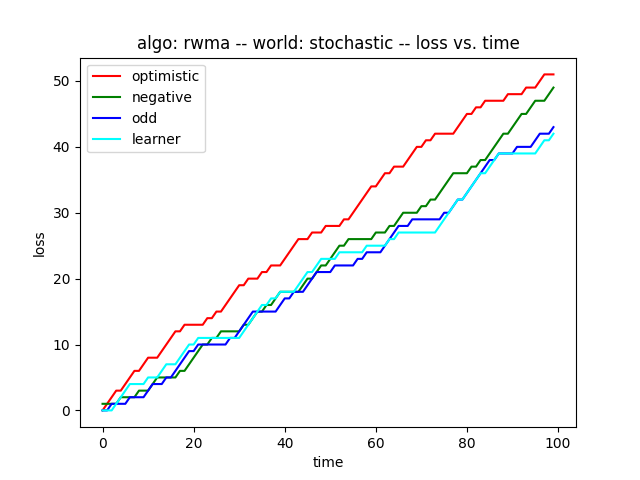 algo: rwma -- world: stochastic -- loss vs. time
optimistic
negative
odd
learner
50
40
30
20
10
0
loss
0 20 40 60 80 100
time